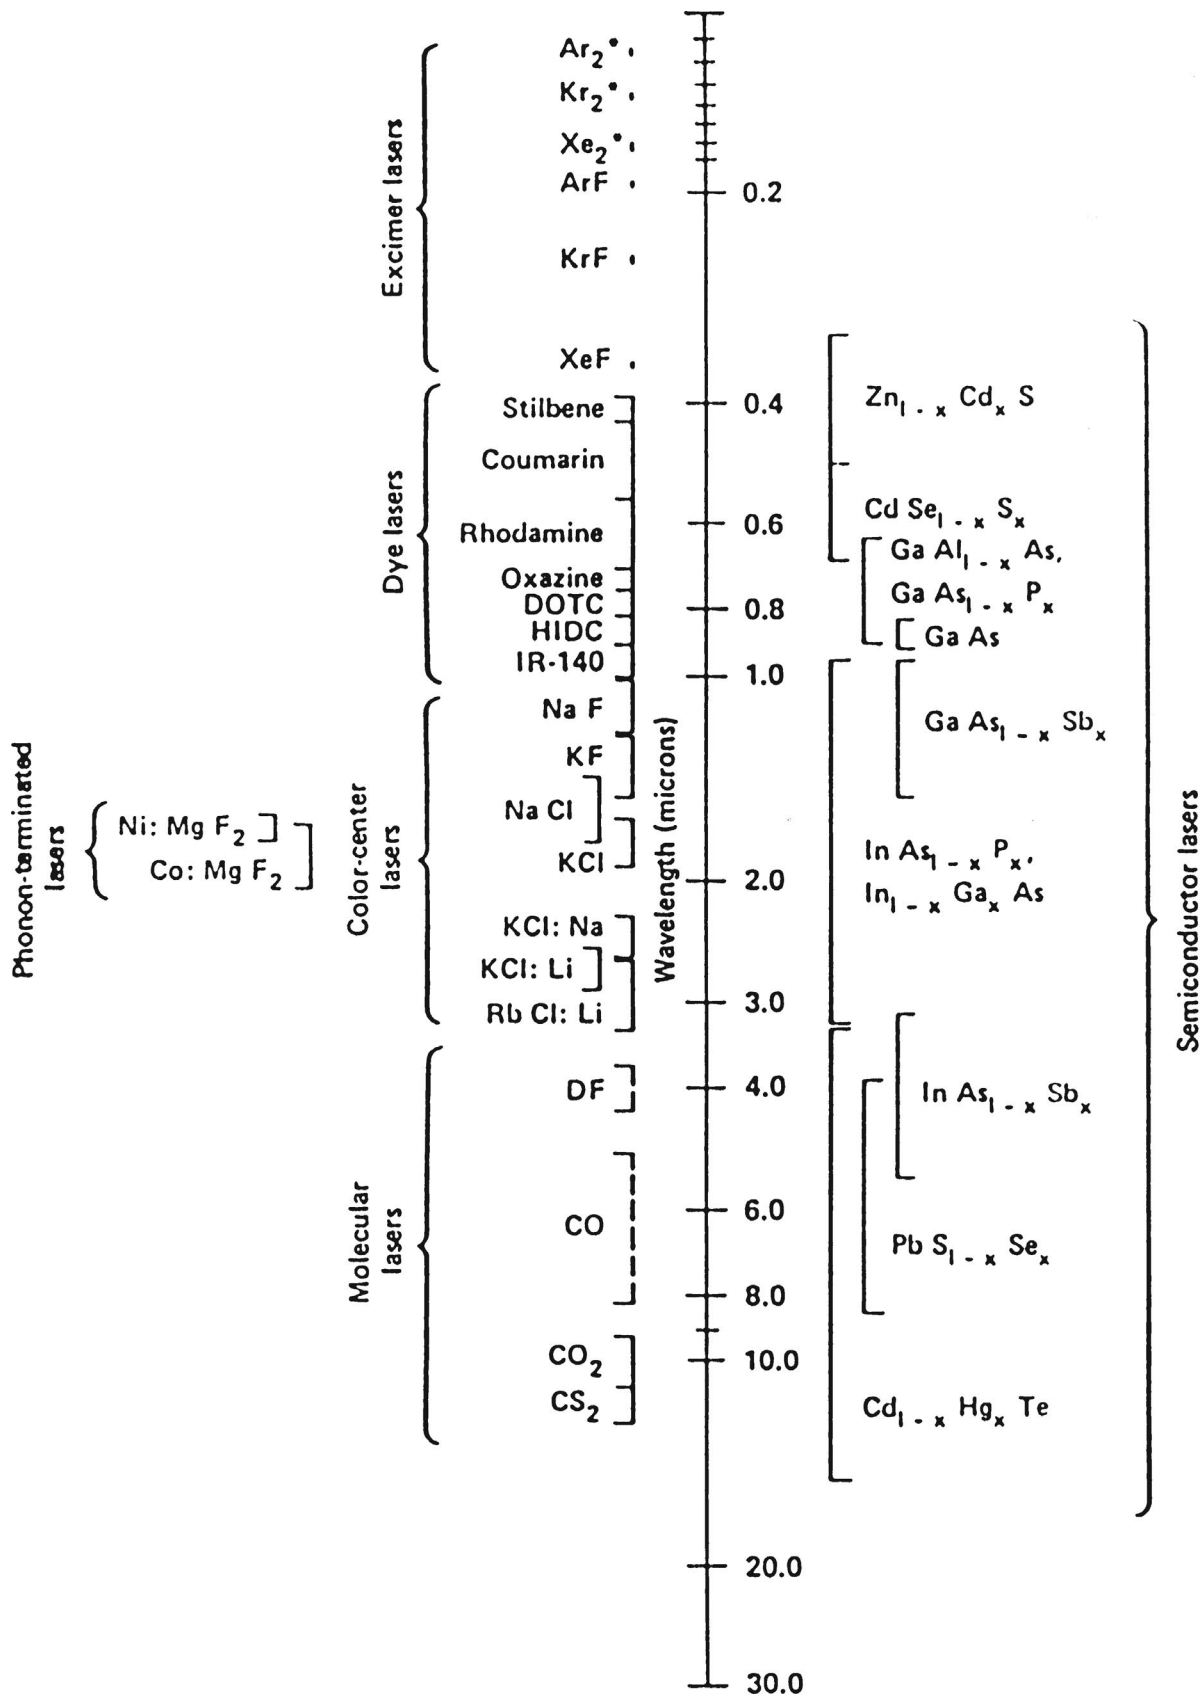 Phonon-terminated
lasers
Ni: Mg F₂
Co: Mg F₂
Excimer lasers
Ar₂*
Kr₂*
Xe₂*
ArF
KrF
XeF
Dye lasers
Stilbene
Coumarin
Rhodamine
Oxazine
DOTC
HIDC
IR-140
Color-center
lasers
Na F
KF
Na Cl
KCl
KCl: Na
KCl: Li
Rb Cl: Li
Molecular
lasers
DF
CO
CO₂
CS₂
Wavelength (microns)
0.2
0.4
0.6
0.8
1.0
2.0
3.0
4.0
6.0
8.0
10.0
20.0
30.0
Zn₁₋ₓ Cdₓ S
Cd Se₁₋ₓ Sₓ
Ga Al₁₋ₓ As,
Ga As₁₋ₓ Pₓ
Ga As
Ga As₁₋ₓ Sbₓ
In As₁₋ₓ Pₓ,
In₁₋ₓ Gaₓ As
In As₁₋ₓ Sbₓ
Pb S₁₋ₓ Seₓ
Cd₁₋ₓ Hgₓ Te
Semiconductor lasers